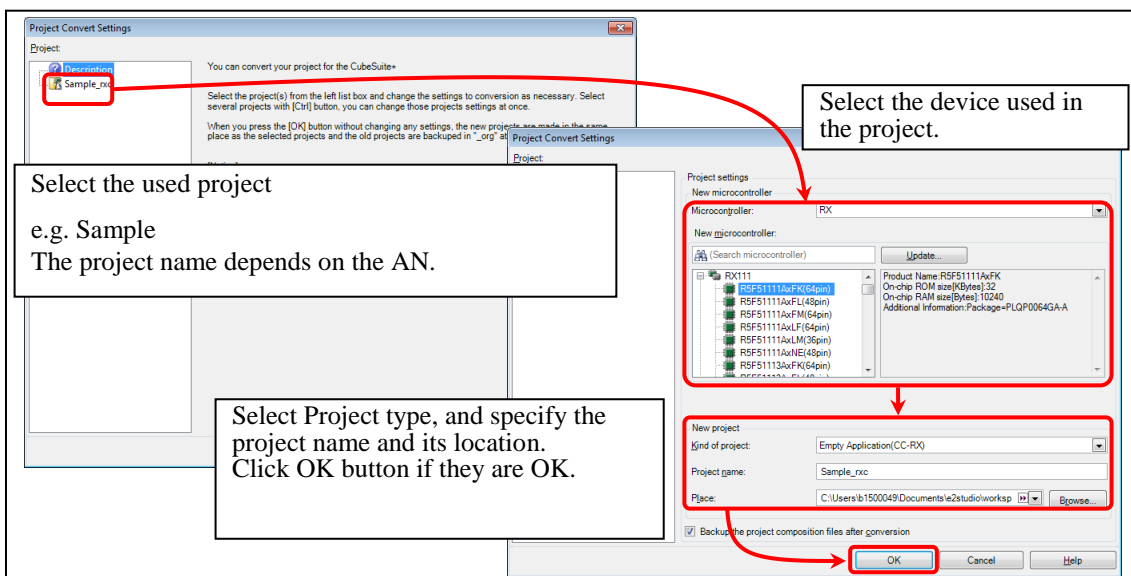 Project Convert Settings
Project:
Description
Sample_rxc
You can convert your project for the CubeSuite+
Select the project(s) from the left list box and change the settings to conversion as necessary. Select
several projects with [Ctrl] button, you can change those projects settings at once.
When you press the [OK] button without changing any settings, the new projects are made in the same
place as the selected projects and the old projects are backuped in "_org" at
Select the device used in
the project.
Select the used project
e.g. Sample
The project name depends on the AN.
Project Convert Settings
Project:
Project settings
New microcontroller
Microcontroller:
RX
New microcontroller:
(Search microcontroller)
Update...
RX111
R5F51111AxFK(64pin)
R5F51111AxFL(48pin)
R5F51111AxFM(64pin)
R5F51111AxLF(64pin)
R5F51111AxLM(36pin)
R5F51111AxNE(48pin)
R5F51113AxFK(64pin)
Product Name:R5F51111AxFK
On-chip ROM size[KBytes]:32
On-chip RAM size[Bytes]:10240
Additional Information:Package=PLQP0064GA-A
Select Project type, and specify the
project name and its location.
Click OK button if they are OK.
New project
Kind of project:
Empty Application(CC-RX)
Project name:
Sample_rxc
Place:
C:\Users\b1500049\Documents\e2studio\worksp
Browse...
Backup the project composition files after conversion
OK
Cancel
Help